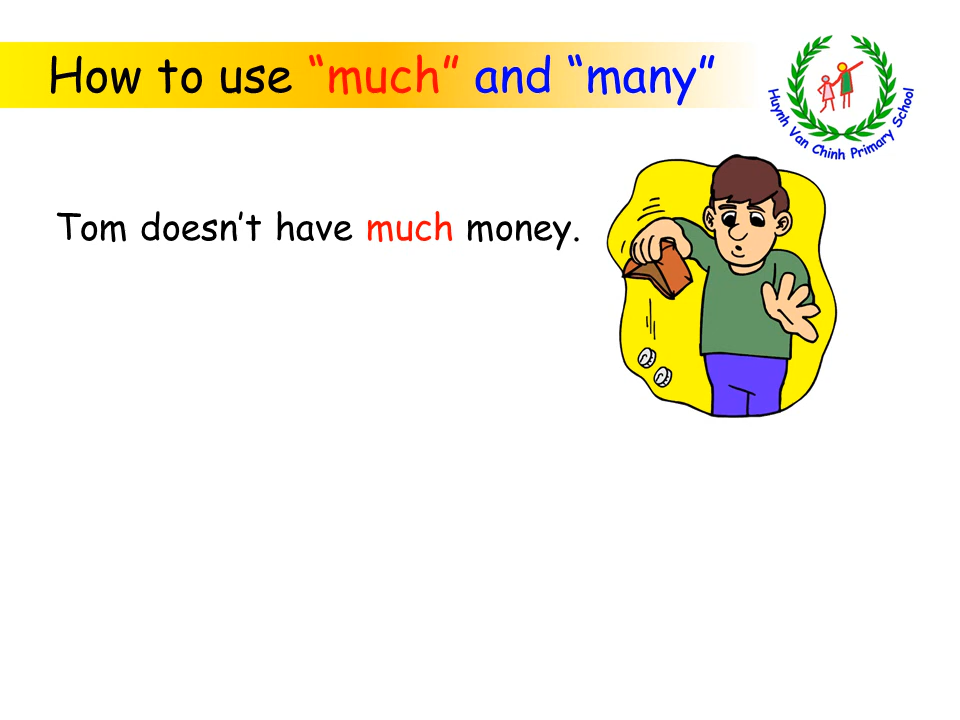 How to use “much” and “many”
Huynh Van Chinh Primary School
Tom doesn’t have much money.